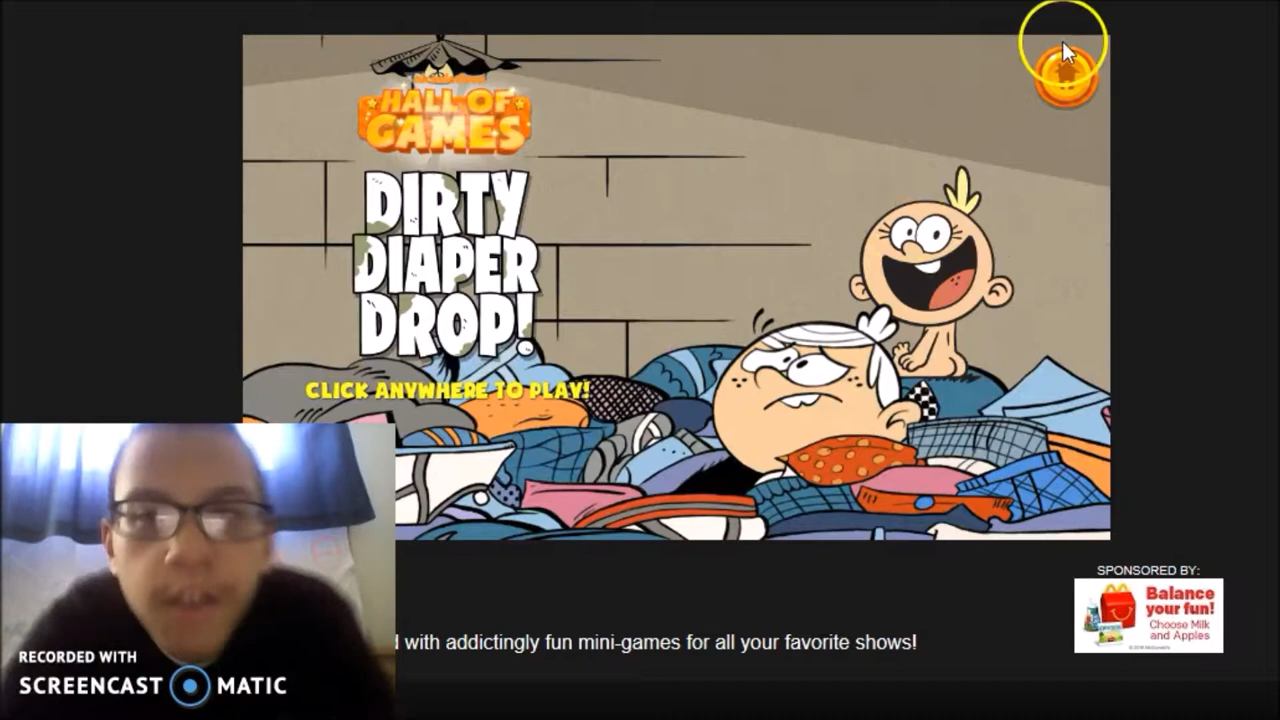 HALL OF
GAMES
DIRTY
DIAPER
DROP!
CLICK ANYWHERE TO PLAY!
SPONSORED BY:
Balance
your fun!
Choose Milk
and Apples
with addictingly fun mini-games for all your favorite shows!
RECORDED WITH
SCREENCAST MATIC